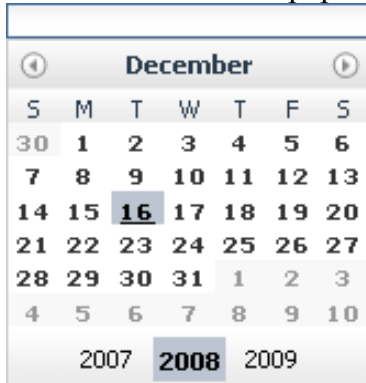 December
S M T W T F S
30 1 2 3 4 5 6
7 8 9 10 11 12 13
14 15 16 17 18 19 20
21 22 23 24 25 26 27
28 29 30 31 1 2 3
4 5 6 7 8 9 10
2007 2008 2009